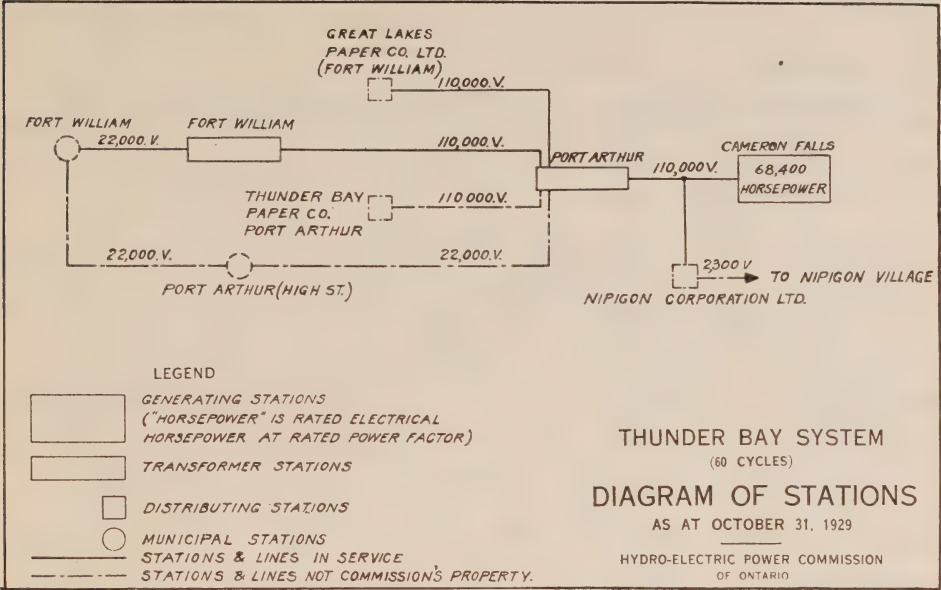 GREAT LAKES
PAPER CO. LTD.
(FORT WILLIAM)
110,000.V.
FORT WILLIAM
22,000.V.
FORT WILLIAM
110,000.V.
PORT ARTHUR
110,000V.
CAMERON FALLS
68,400
HORSEPOWER
THUNDER BAY
PAPER CO.
PORT ARTHUR
110 000.V.
22,000.V.
22,000.V.
PORT ARTHUR (HIGH ST.)
2,300 V
TO NIPIGON VILLAGE
NIPIGON CORPORATION LTD.
LEGEND
GENERATING STATIONS
("HORSEPOWER" IS RATED ELECTRICAL
HORSEPOWER AT RATED POWER FACTOR)
TRANSFORMER STATIONS
DISTRIBUTING STATIONS
MUNICIPAL STATIONS
STATIONS & LINES IN SERVICE
STATIONS & LINES NOT COMMISSION'S PROPERTY.
THUNDER BAY SYSTEM
(60 CYCLES)
DIAGRAM OF STATIONS
AS AT OCTOBER 31, 1929
HYDRO-ELECTRIC POWER COMMISSION
OF ONTARIO